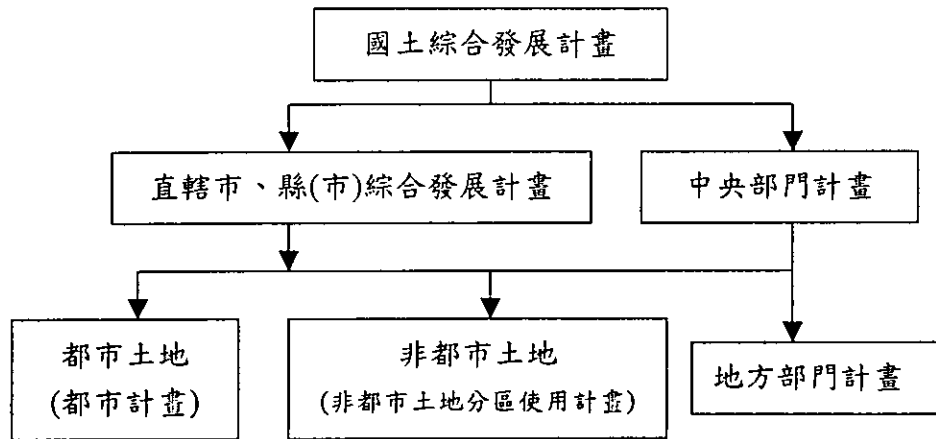 國土綜合發展計畫
直轄市、縣(市)綜合發展計畫
中央部門計畫
都市土地
(都市計畫)
非都市土地
(非都市土地分區使用計畫)
地方部門計畫